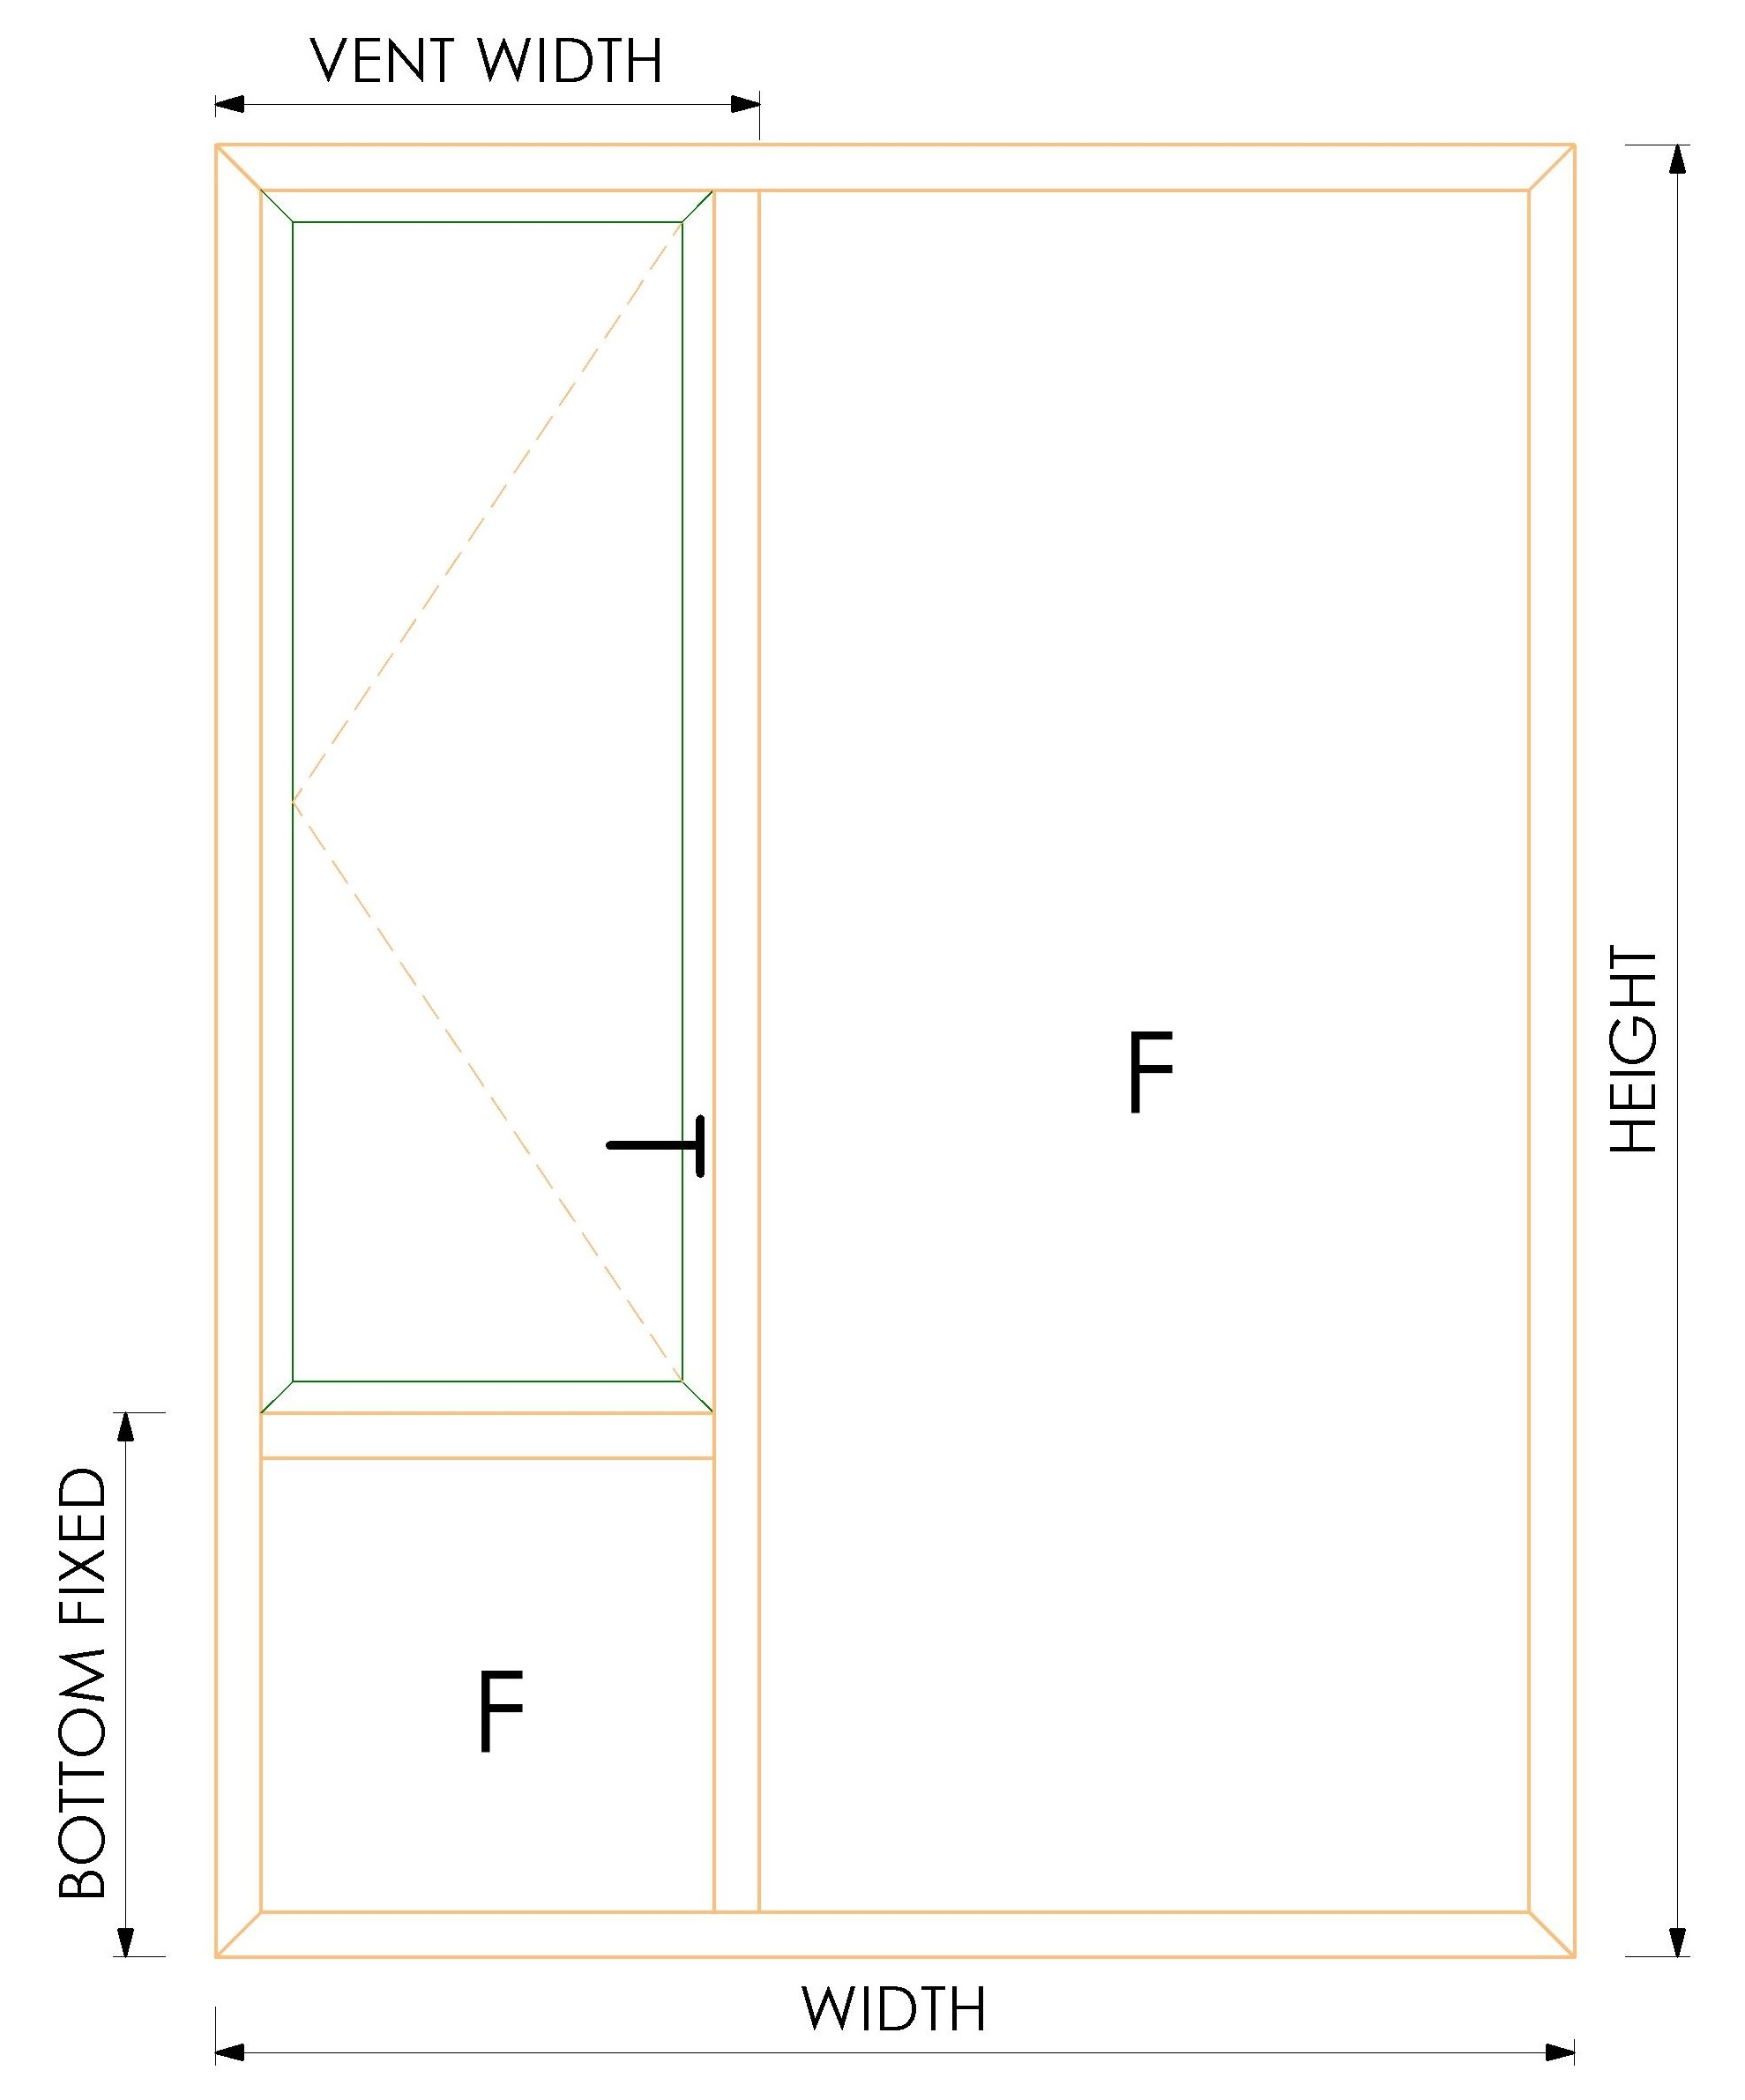 VENT WIDTH
F
HEIGHT
BOTTOM FIXED
F
WIDTH